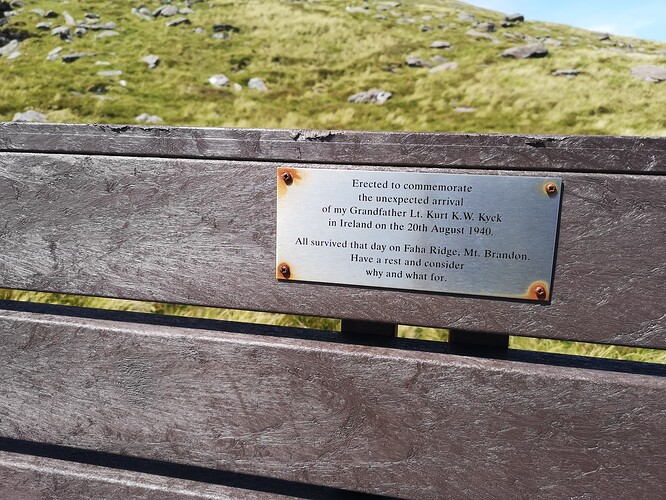 Erected to commemorate
the unexpected arrival
of my Grandfather Lt. Kurt K.W. Kyck
in Ireland on the 20th August 1940.
All survived that day on Faha Ridge, Mt. Brandon.
Have a rest and consider
why and what for.